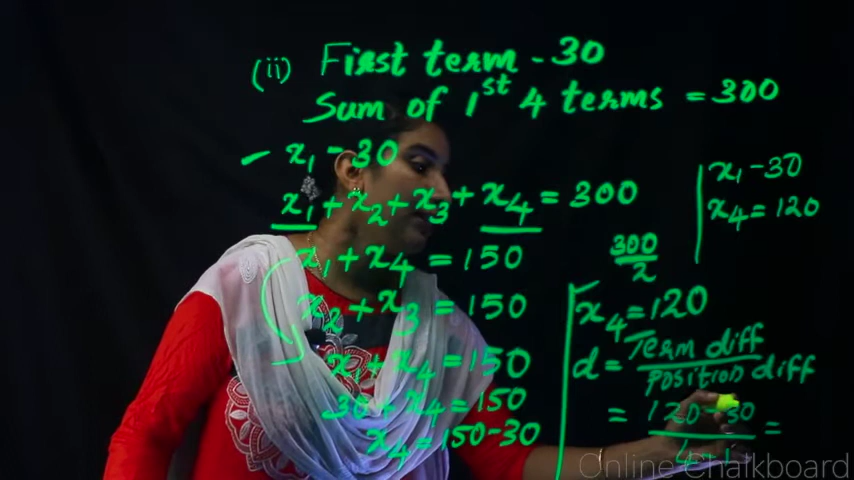 (ii) First term - 30
Sum of 1st 4 terms = 300
x₁ - 30
x₁ + x₂ + x₃ + x₄ = 300
x₁ + x₄ = 150
x₂ + x₃ = 150
x₁ + x₄ = 150
30 + x₄ = 150
x₄ = 150 - 30
300/2
x₁ - 30
x₄ = 120
x₄ = 120
d = Term diff / Position diff
= 120 - 30 / 4 - 1 =
Online Chalkboard